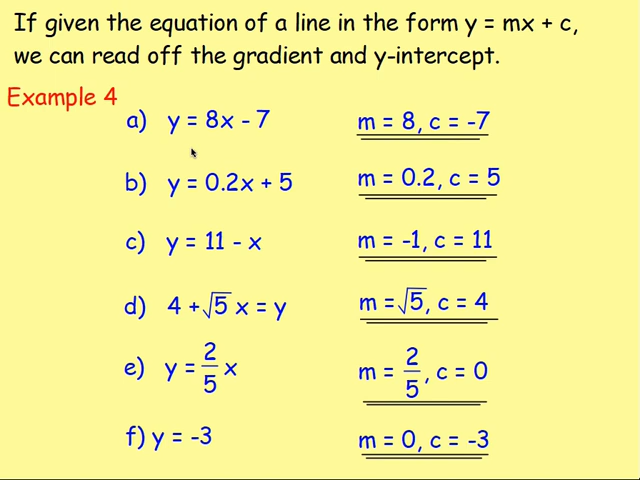 If given the equation of a line in the form y = mx + c,
we can read off the gradient and y-intercept.
Example 4
a) y = 8x - 7 m = 8, c = -7
b) y = 0.2x + 5 m = 0.2, c = 5
c) y = 11 - x m = -1, c = 11
d) 4 + √5 x = y m = √5, c = 4
e) y = 2/5 x m = 2/5, c = 0
f) y = -3 m = 0, c = -3